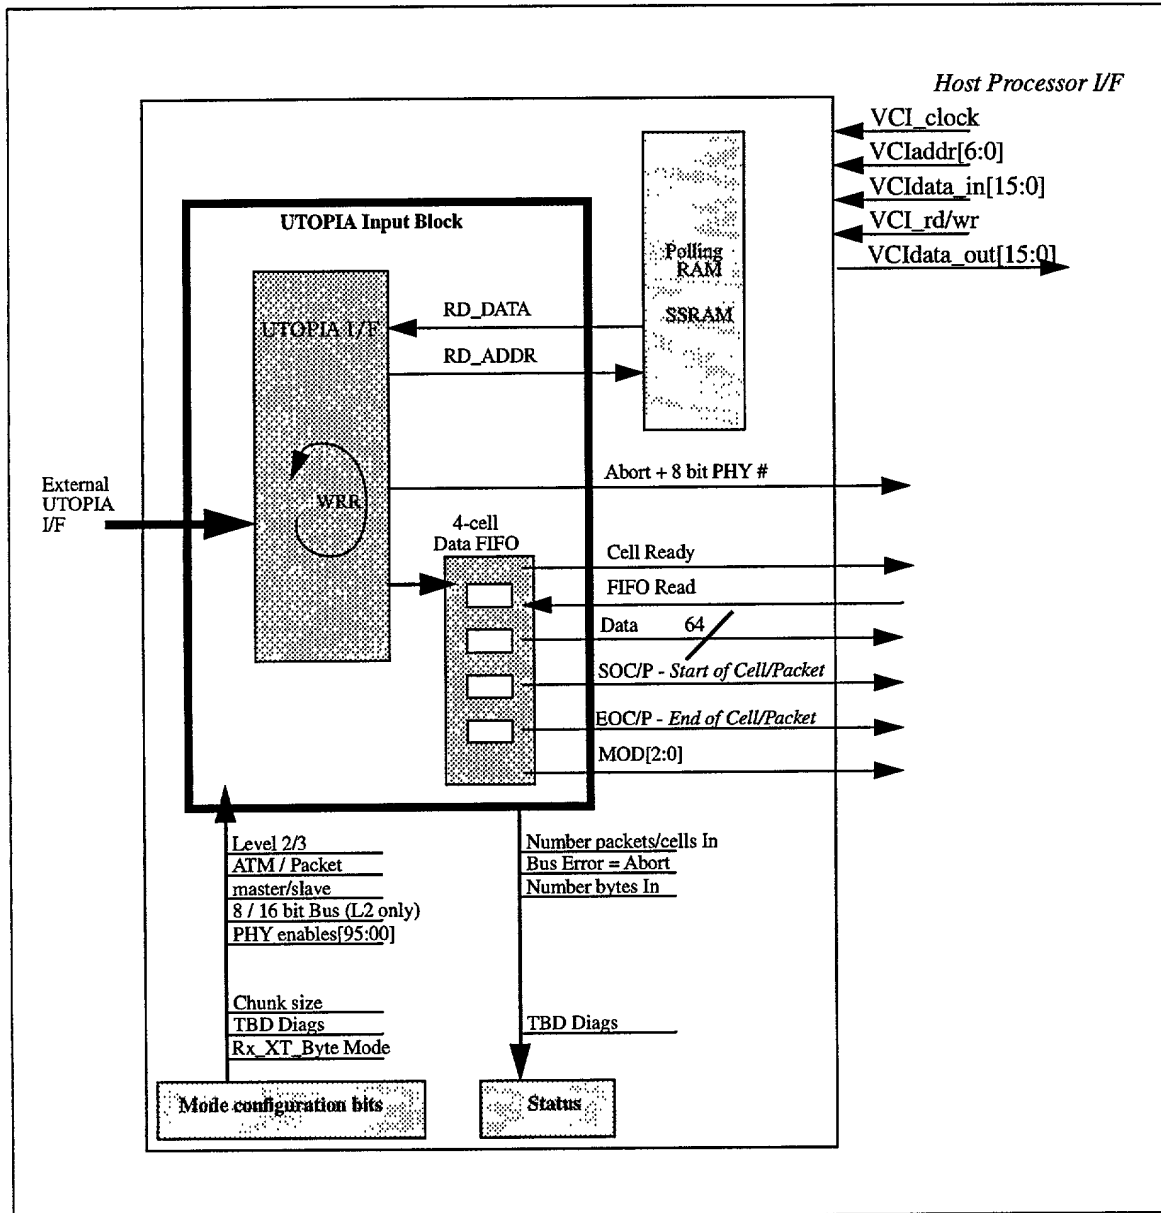 Host Processor I/F
VCI_clock
VCIaddr[6:0]
VCIdata_in[15:0]
VCI_rd/wr
VCIdata_out[15:0]
UTOPIA Input Block
Polling
RAM
SSRAM
UTOPIA I/F
RD_DATA
RD_ADDR
External
UTOPIA
I/F
WRR
Abort + 8 bit PHY #
4-cell
Data FIFO
Cell Ready
FIFO Read
Data 64
SOC/P - Start of Cell/Packet
EOC/P - End of Cell/Packet
MOD[2:0]
Level 2/3
ATM / Packet
master/slave
8 / 16 bit Bus (L2 only)
PHY enables[95:00]
Chunk size
TBD Diags
Rx_XT_Byte Mode
Mode configuration bits
Number packets/cells In
Bus Error = Abort
Number bytes In
TBD Diags
Status